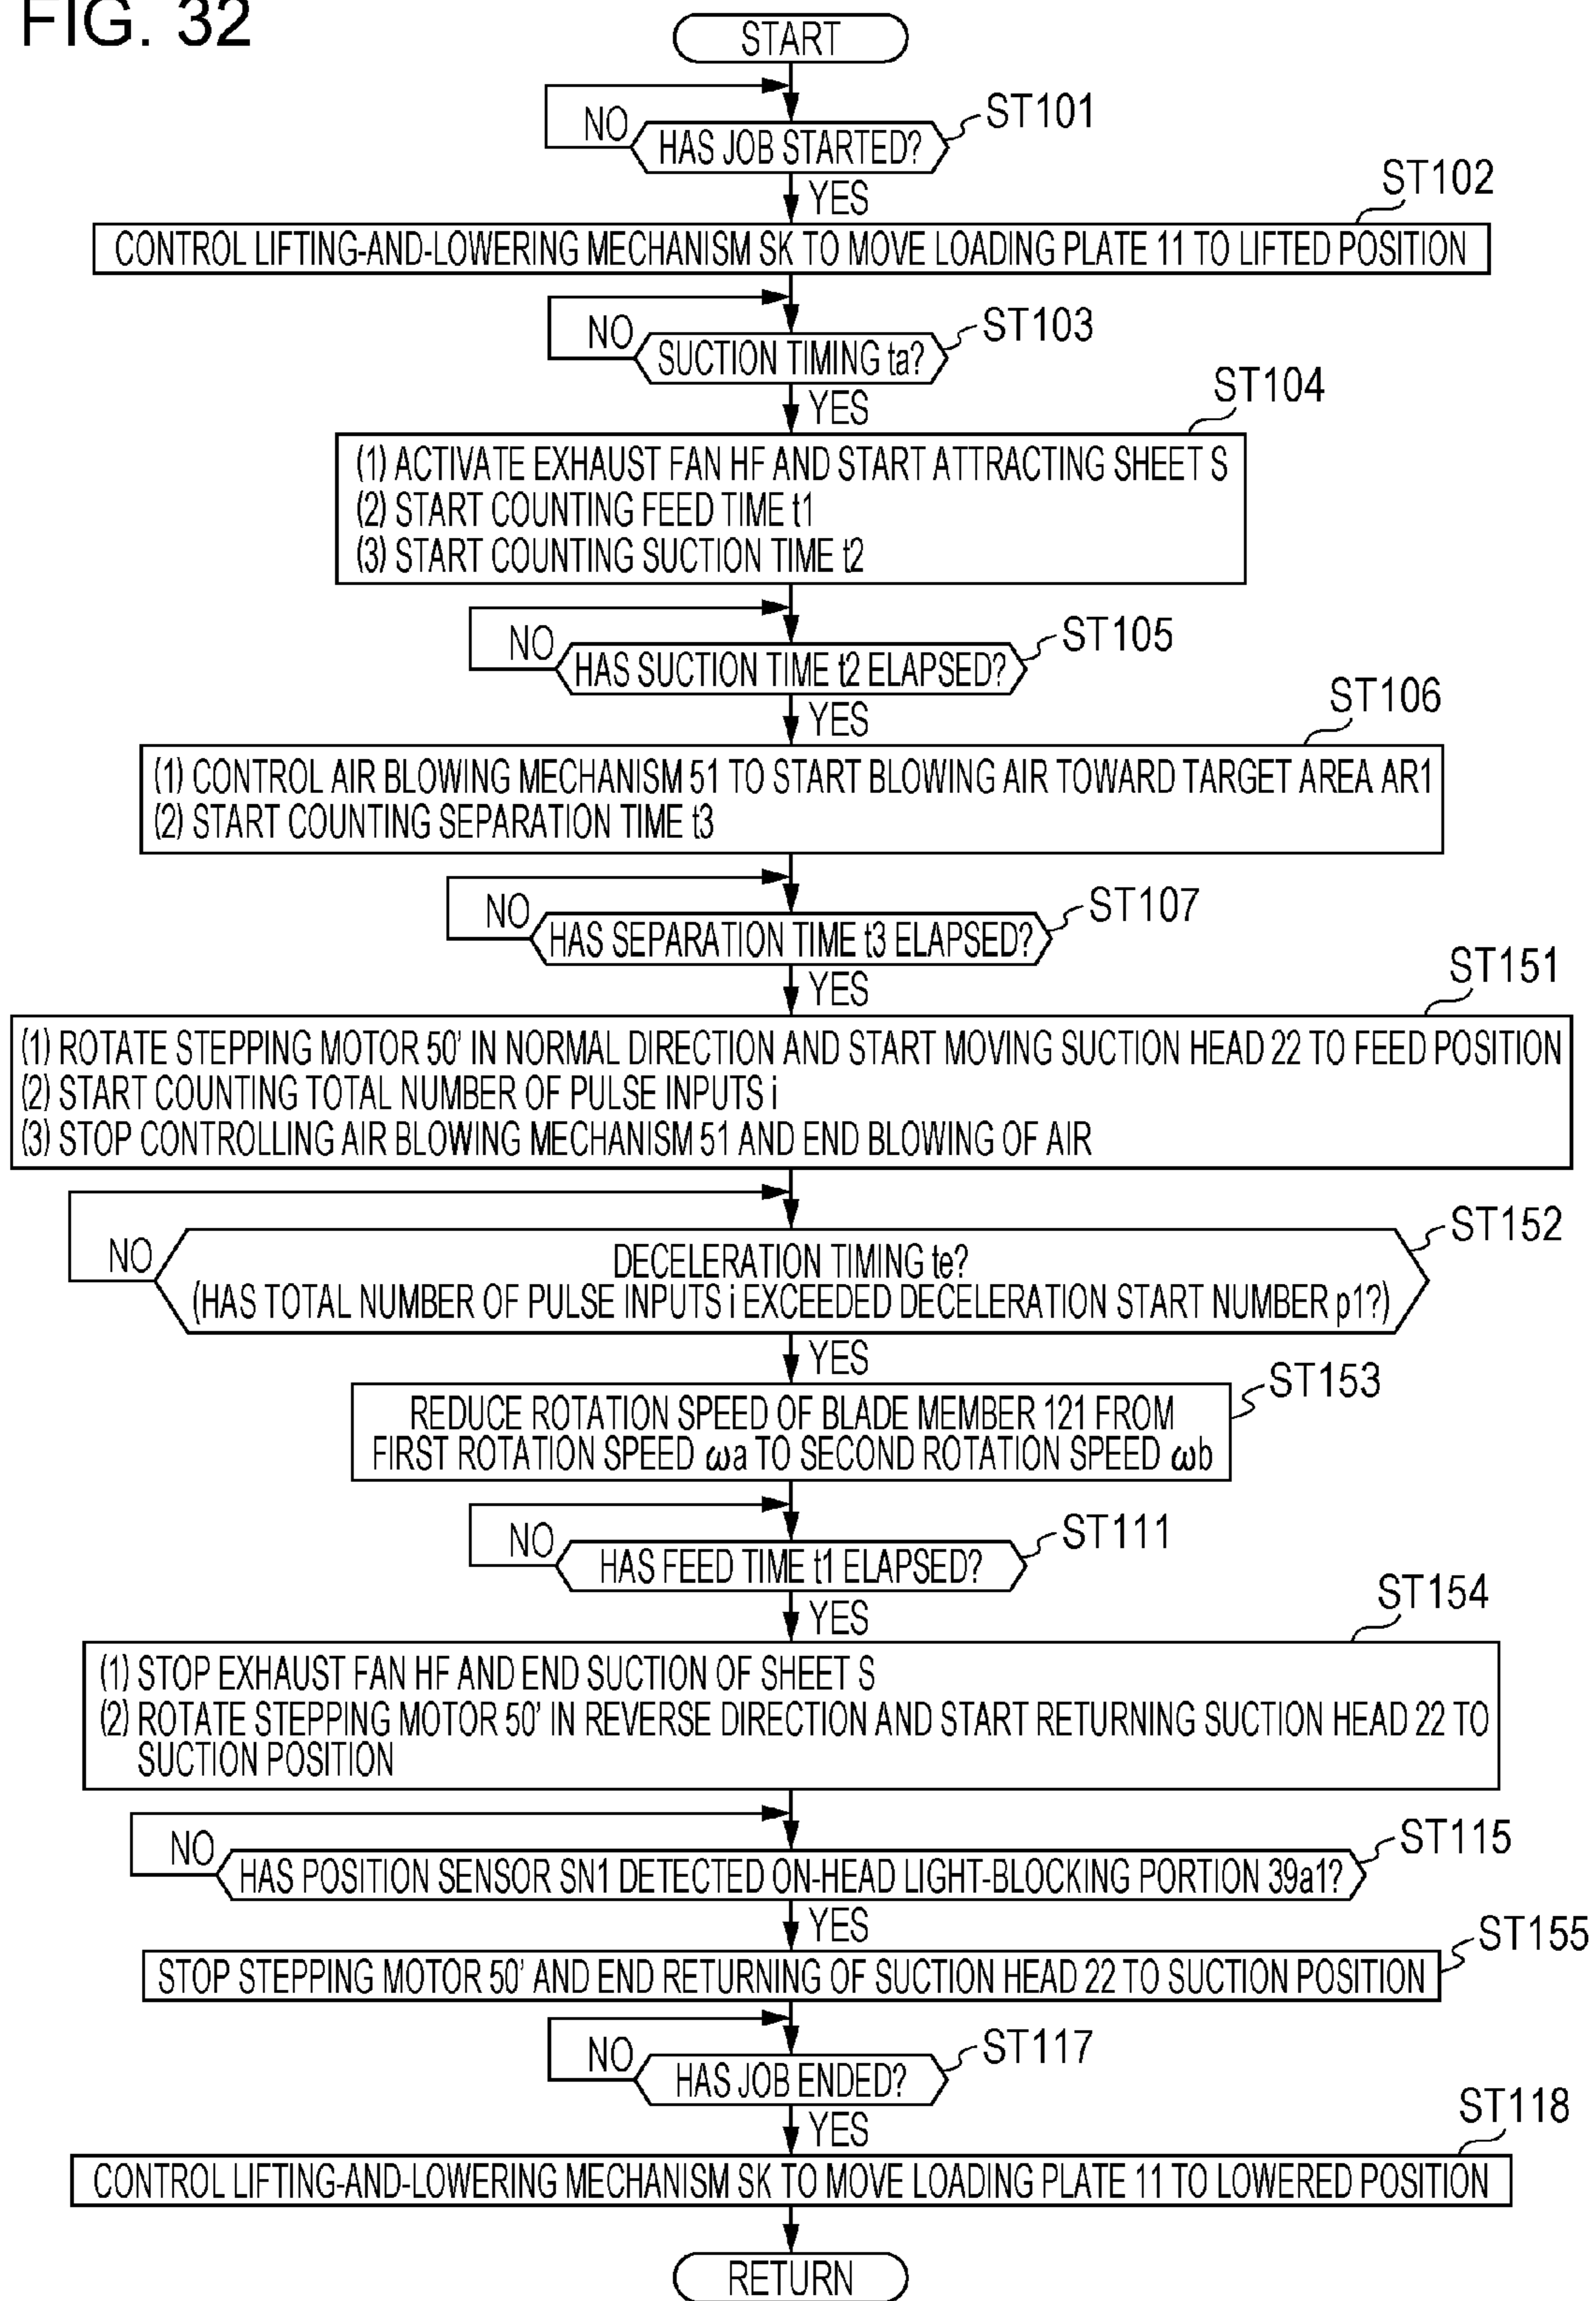 FIG. 32
START
NO
HAS JOB STARTED?
ST101
YES
ST102
CONTROL LIFTING-AND-LOWERING MECHANISM SK TO MOVE LOADING PLATE 11 TO LIFTED POSITION
NO
SUCTION TIMING ta?
ST103
YES
ST104
(1) ACTIVATE EXHAUST FAN HF AND START ATTRACTING SHEET S
(2) START COUNTING FEED TIME t1
(3) START COUNTING SUCTION TIME t2
NO
HAS SUCTION TIME t2 ELAPSED?
ST105
YES
ST106
(1) CONTROL AIR BLOWING MECHANISM 51 TO START BLOWING AIR TOWARD TARGET AREA AR1
(2) START COUNTING SEPARATION TIME t3
NO
HAS SEPARATION TIME t3 ELAPSED?
ST107
YES
ST151
(1) ROTATE STEPPING MOTOR 50' IN NORMAL DIRECTION AND START MOVING SUCTION HEAD 22 TO FEED POSITION
(2) START COUNTING TOTAL NUMBER OF PULSE INPUTS i
(3) STOP CONTROLLING AIR BLOWING MECHANISM 51 AND END BLOWING OF AIR
NO
DECELERATION TIMING te?
(HAS TOTAL NUMBER OF PULSE INPUTS i EXCEEDED DECELERATION START NUMBER p1?)
ST152
YES
ST153
REDUCE ROTATION SPEED OF BLADE MEMBER 121 FROM
FIRST ROTATION SPEED ωa TO SECOND ROTATION SPEED ωb
NO
HAS FEED TIME t1 ELAPSED?
ST111
YES
ST154
(1) STOP EXHAUST FAN HF AND END SUCTION OF SHEET S
(2) ROTATE STEPPING MOTOR 50' IN REVERSE DIRECTION AND START RETURNING SUCTION HEAD 22 TO
SUCTION POSITION
NO
HAS POSITION SENSOR SN1 DETECTED ON-HEAD LIGHT-BLOCKING PORTION 39a1?
ST115
YES
ST155
STOP STEPPING MOTOR 50' AND END RETURNING OF SUCTION HEAD 22 TO SUCTION POSITION
NO
HAS JOB ENDED?
ST117
YES
ST118
CONTROL LIFTING-AND-LOWERING MECHANISM SK TO MOVE LOADING PLATE 11 TO LOWERED POSITION
RETURN